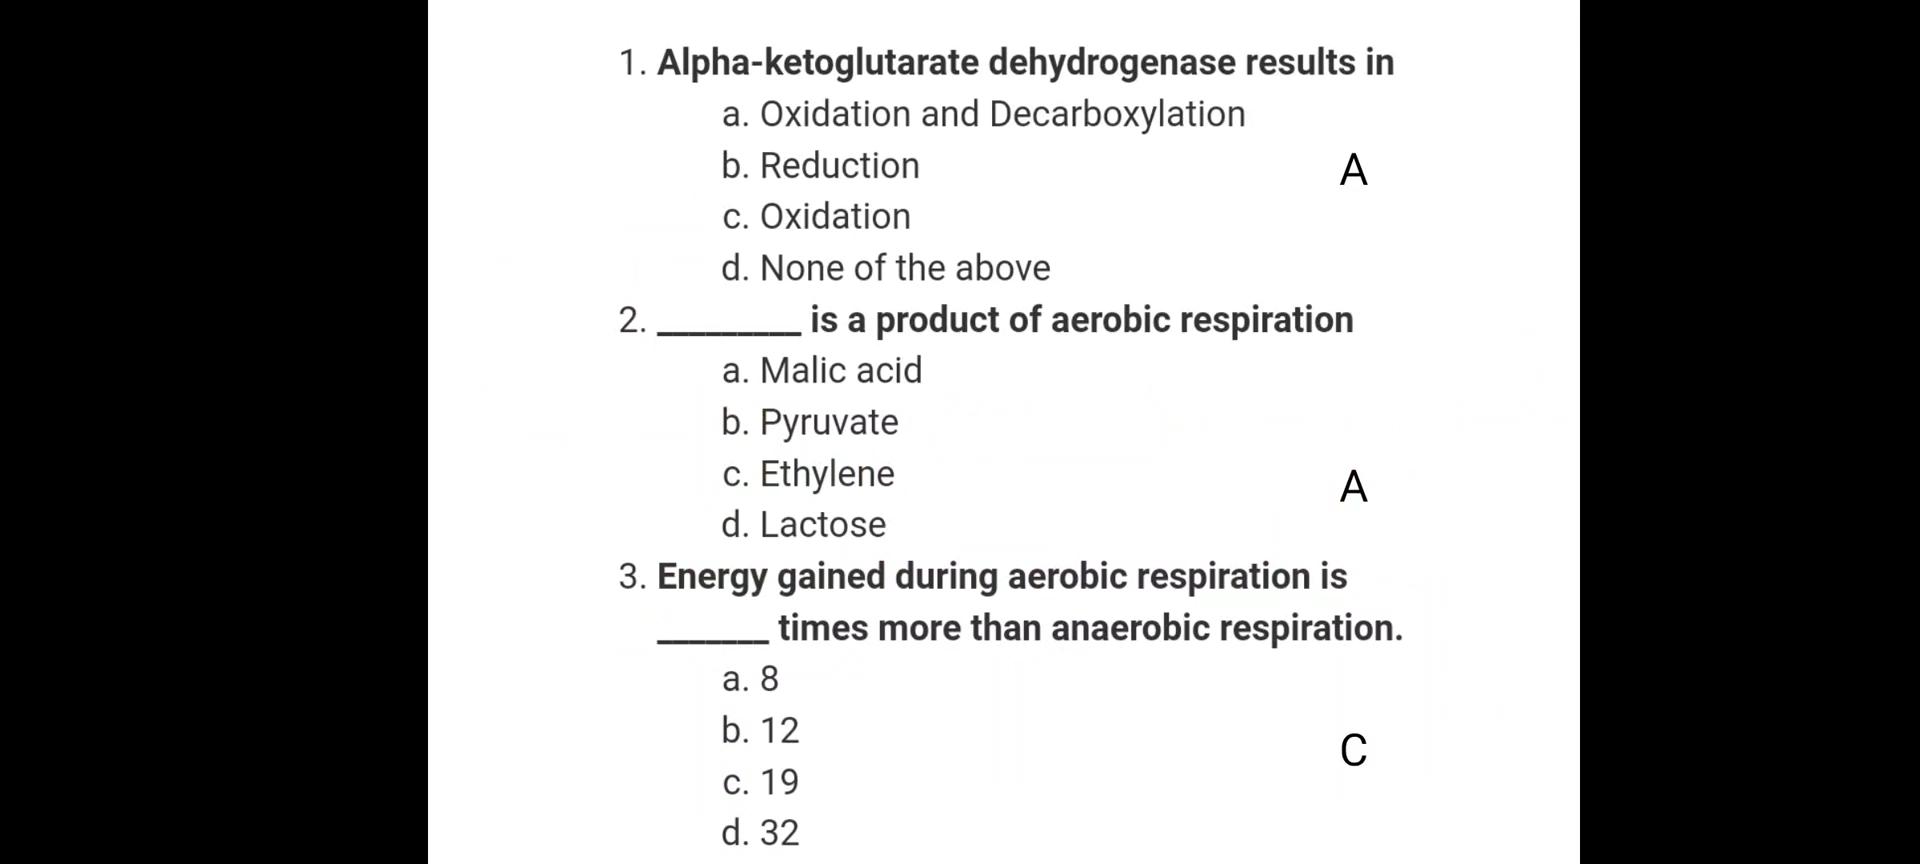 1. Alpha-ketoglutarate dehydrogenase results in
a. Oxidation and Decarboxylation
b. Reduction
A
c. Oxidation
d. None of the above
2. _________ is a product of aerobic respiration
a. Malic acid
b. Pyruvate
c. Ethylene
A
d. Lactose
3. Energy gained during aerobic respiration is
_______ times more than anaerobic respiration.
a. 8
b. 12
C
c. 19
d. 32